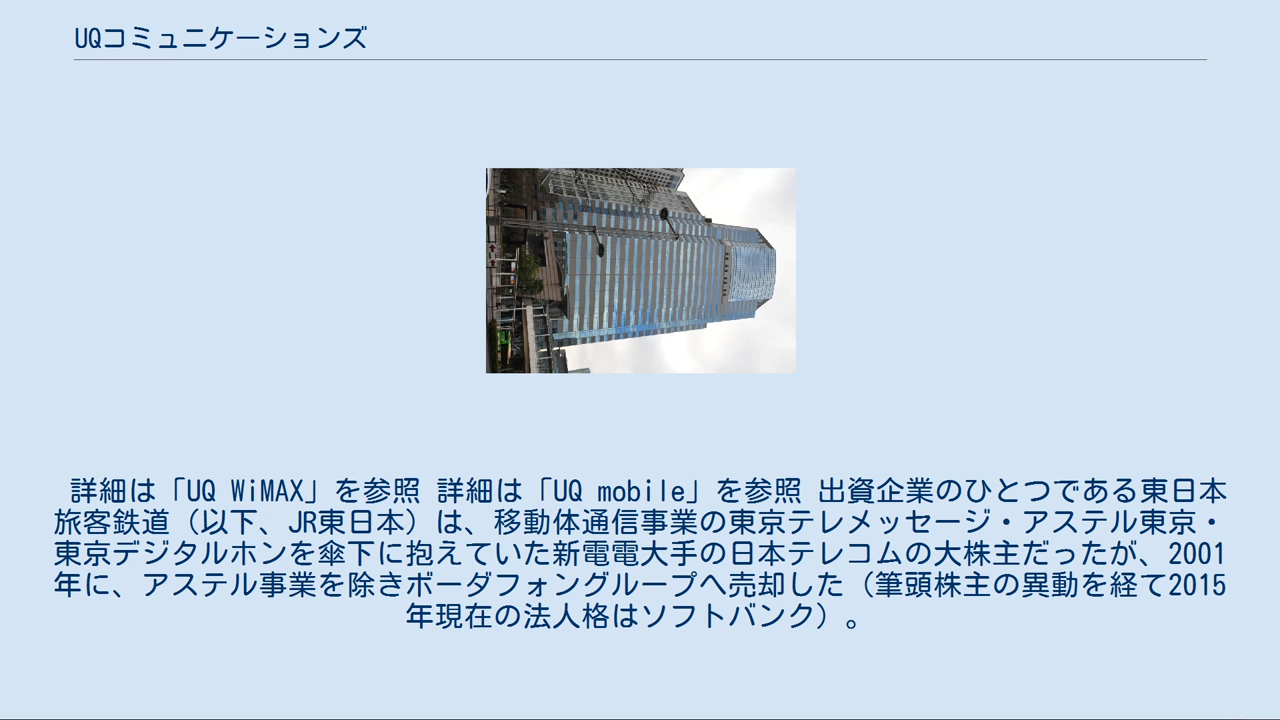 UQコミュニケーションズ
詳細は「UQ WiMAX」を参照 詳細は「UQ mobile」を参照 出資企業のひとつである東日本
旅客鉄道（以下、JR東日本）は、移動体通信事業の東京テレメッセージ・アステル東京・
東京デジタルホンを傘下に抱えていた新電電大手の日本テレコムの大株主だったが、2001
年に、アステル事業を除きボーダフォングループへ売却した（筆頭株主の異動を経て2015
年現在の法人格はソフトバンク）。